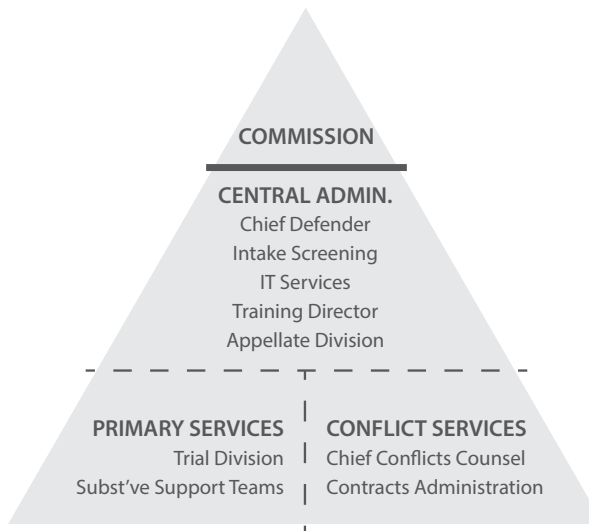 COMMISSION
CENTRAL ADMIN.
Chief Defender
Intake Screening
IT Services
Training Director
Appellate Division
PRIMARY SERVICES
Trial Division
Subst’ve Support Teams
CONFLICT SERVICES
Chief Conflicts Counsel
Contracts Administration